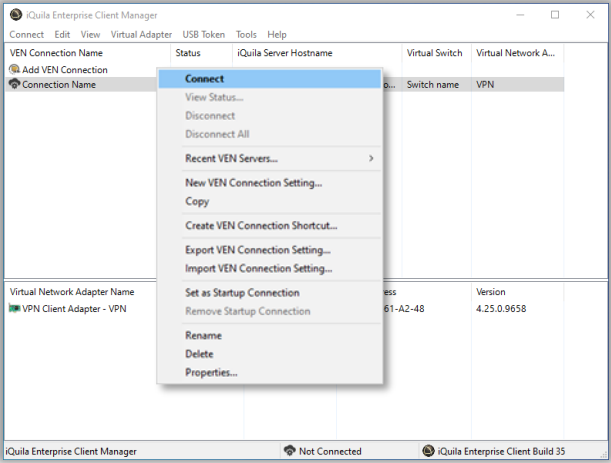 iQuila Enterprise Client Manager
Connect Edit View Virtual Adapter USB Token Tools Help
VEN Connection Name Status iQuila Server Hostname Virtual Switch Virtual Network A...
Add VEN Connection
Connection Name o... Switch name VPN
Connect
View Status...
Disconnect
Disconnect All
Recent VEN Servers...
New VEN Connection Setting...
Copy
Create VEN Connection Shortcut...
Export VEN Connection Setting...
Import VEN Connection Setting...
Set as Startup Connection
Remove Startup Connection
Rename
Delete
Properties...
Virtual Network Adapter Name ess Version
VPN Client Adapter - VPN 61-A2-48 4.25.0.9658
iQuila Enterprise Client Manager Not Connected iQuila Enterprise Client Build 35